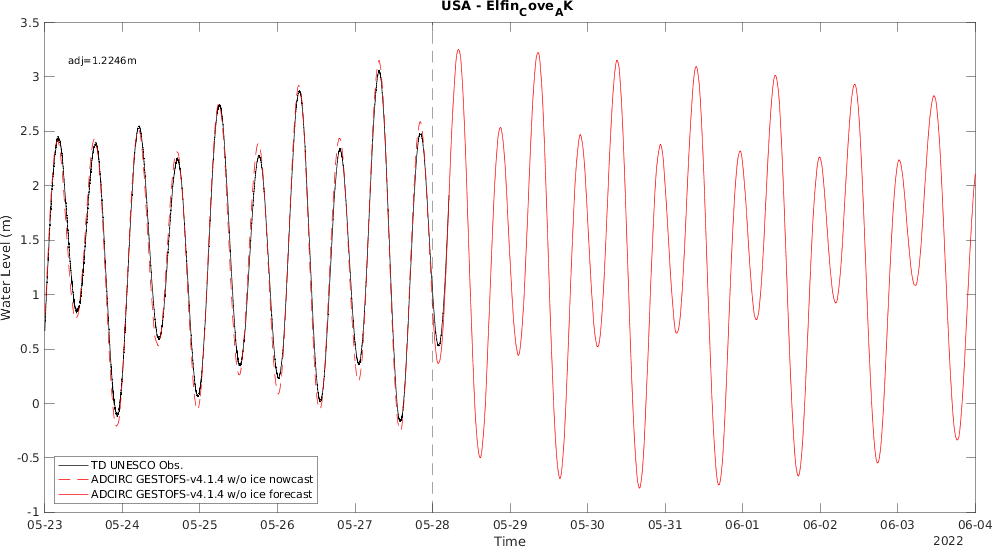 USA - Elfin_Cove_AK
adj=1.2246m
3.5
3
2.5
2
1.5
1
0.5
0
-0.5
-1
Water Level (m)
TD UNESCO Obs.
ADCIRC GESTOFS-v4.1.4 w/o ice nowcast
ADCIRC GESTOFS-v4.1.4 w/o ice forecast
05-23 05-24 05-25 05-26 05-27 05-28 05-29 05-30 05-31 06-01 06-02 06-03 06-04
Time
2022